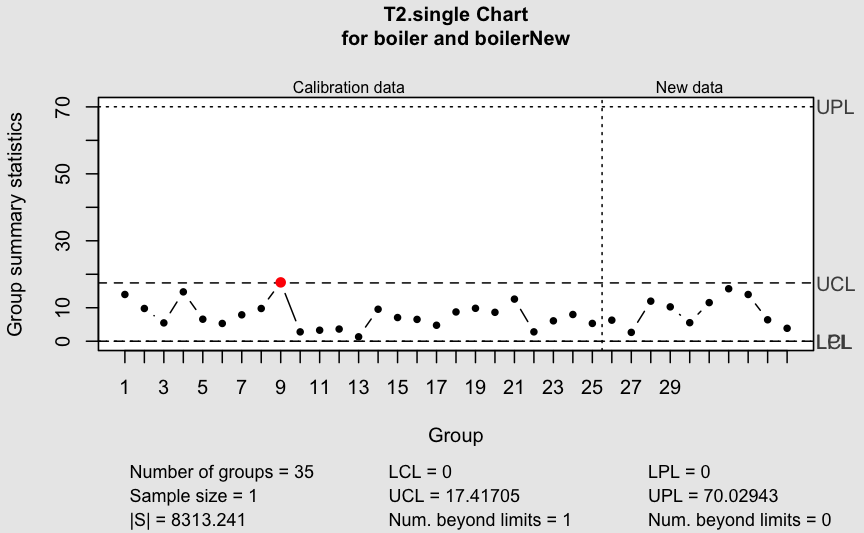 T2.single Chart
for boiler and boilerNew
Calibration data New data
Group summary statistics
70
50
30
10
0
UPL
UCL
LCL
LPL
1 3 5 7 9 11 13 15 17 19 21 23 25 27 29
Group
Number of groups = 35
Sample size = 1
|S| = 8313.241
LCL = 0
UCL = 17.41705
Num. beyond limits = 1
LPL = 0
UPL = 70.02943
Num. beyond limits = 0